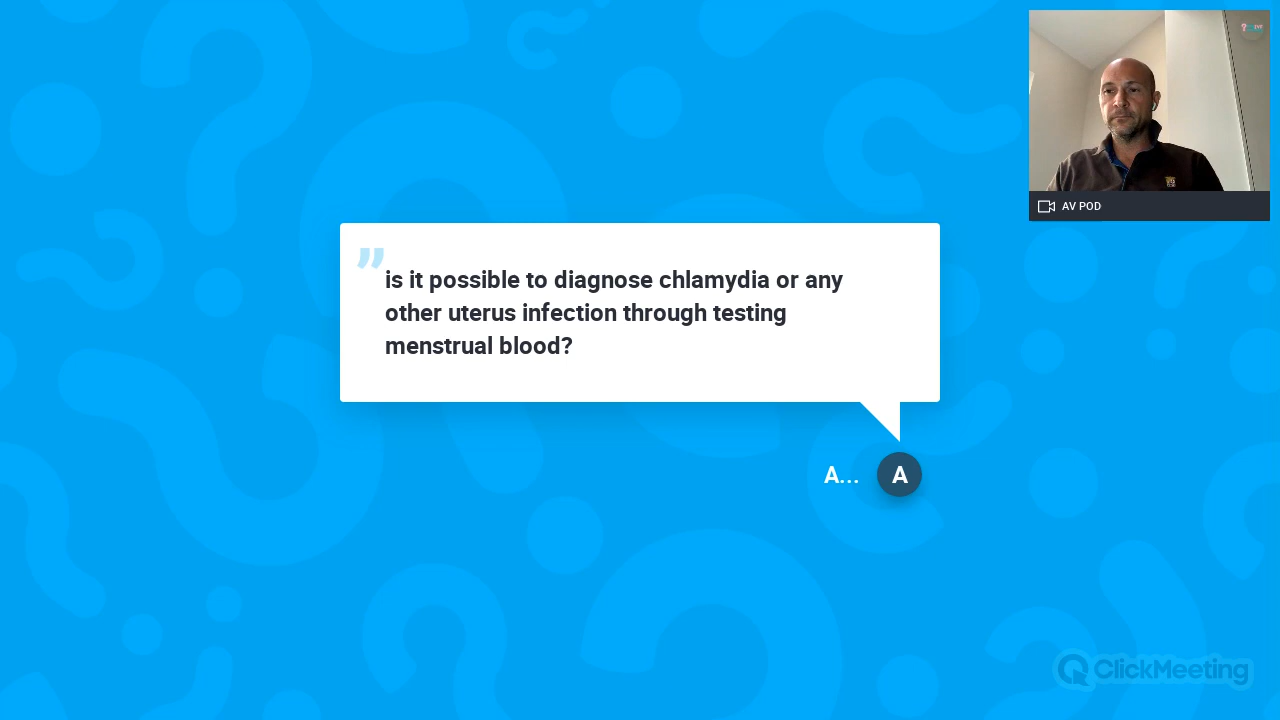 is it possible to diagnose chlamydia or any
other uterus infection through testing
menstrual blood?
A... A
AV POD
ClickMeeting